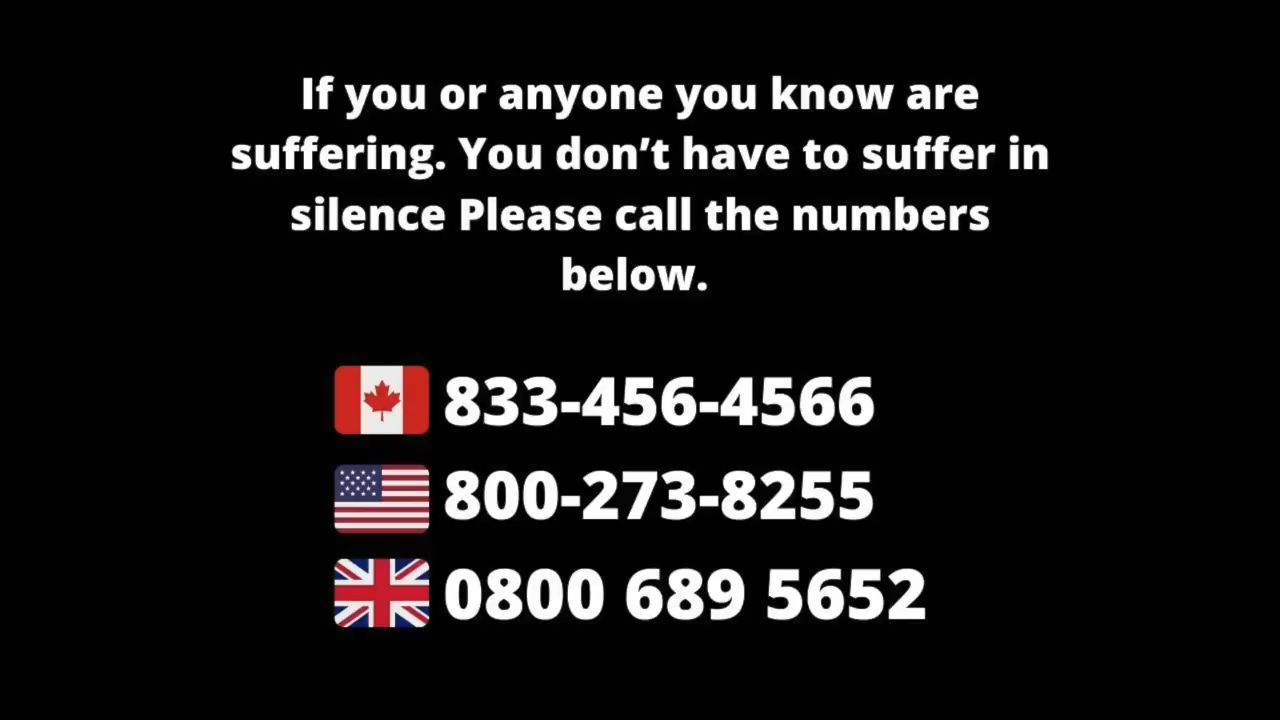 If you or anyone you know are
suffering. You don’t have to suffer in
silence Please call the numbers
below.
833-456-4566
800-273-8255
0800 689 5652